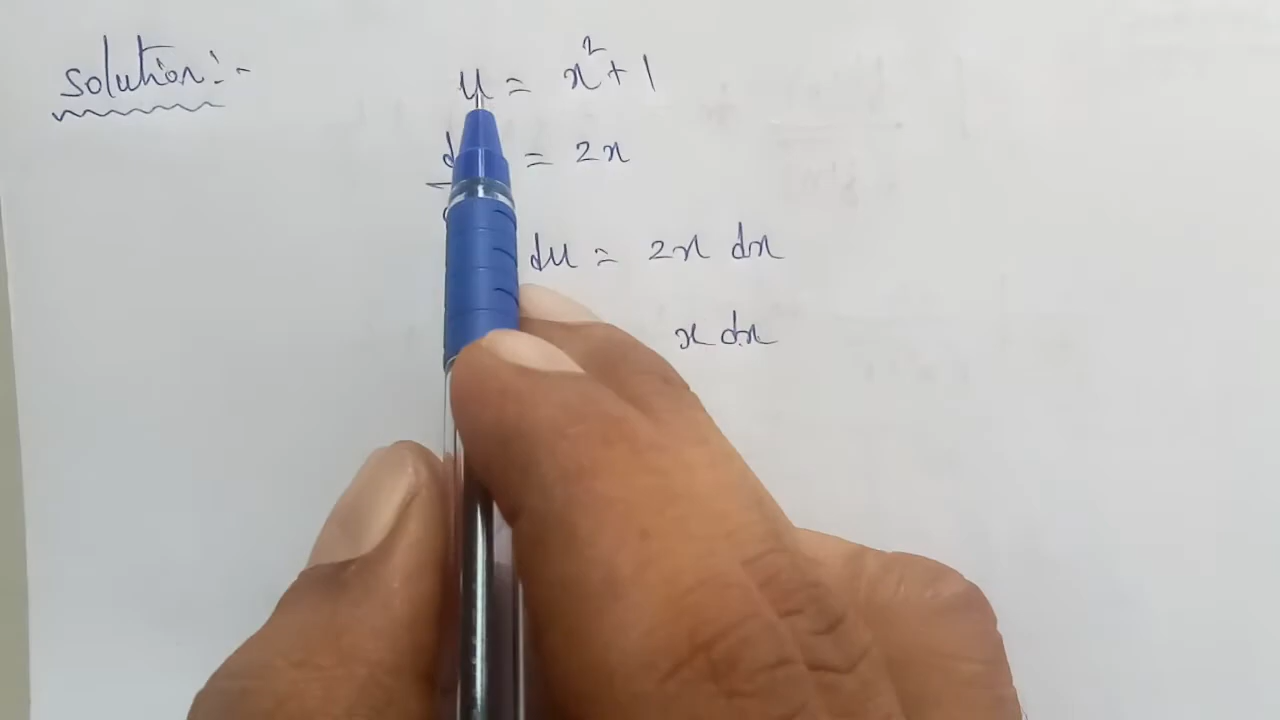 Solution:-
u = x² + 1
d = 2x
du = 2x dx
x dx